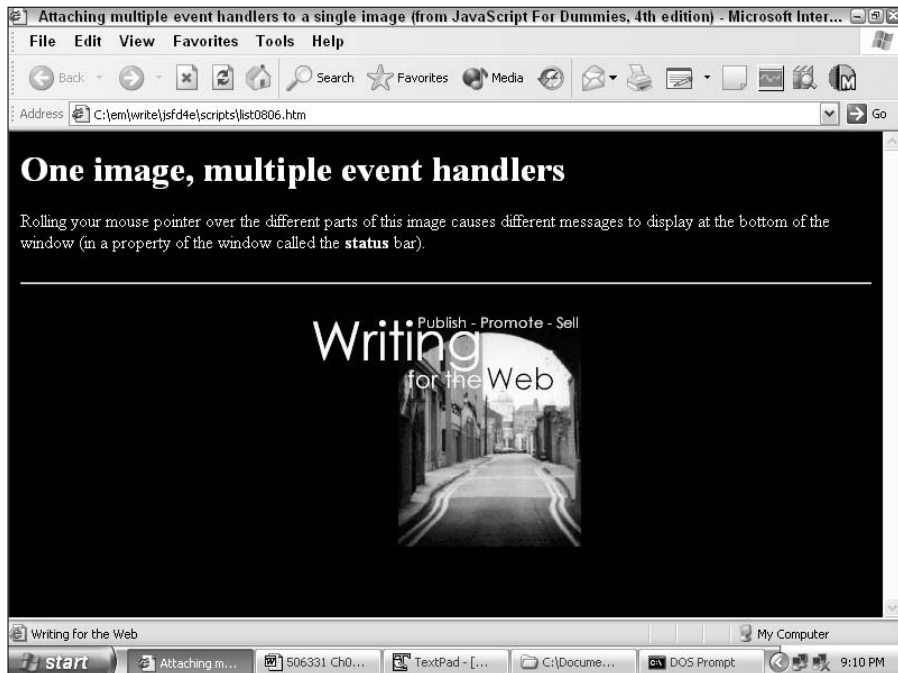 Attaching multiple event handlers to a single image (from JavaScript For Dummies, 4th edition) - Microsoft Inter...
File Edit View Favorites Tools Help
Back Search Favorites Media
Address C:\em\write\jsfd4e\scripts\list0806.htm Go
One image, multiple event handlers
Rolling your mouse pointer over the different parts of this image causes different messages to display at the bottom of the
window (in a property of the window called the status bar).
Publish - Promote - Sell
Writing
for the Web
Writing for the Web My Computer
start Attaching m... 506331 Ch0... TextPad - [... C:\Docume... DOS Prompt 9:10 PM